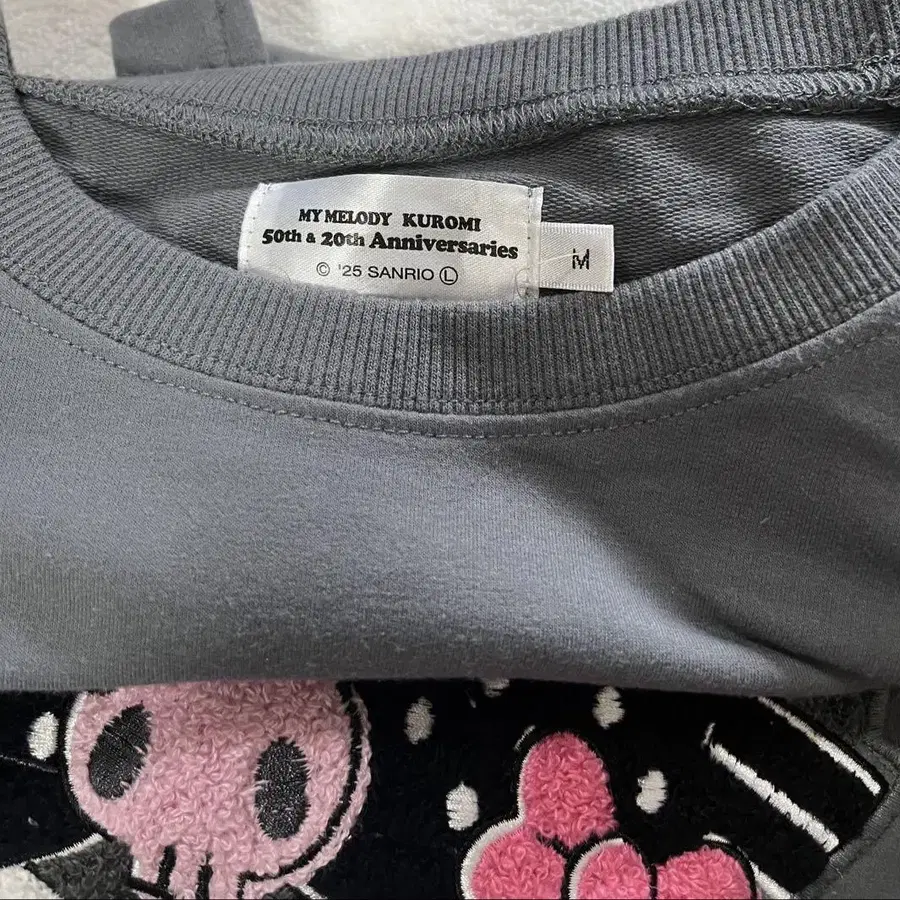 MY MELODY KUROMI
50th & 20th Anniversaries
© '25 SANRIO Ⓛ
M